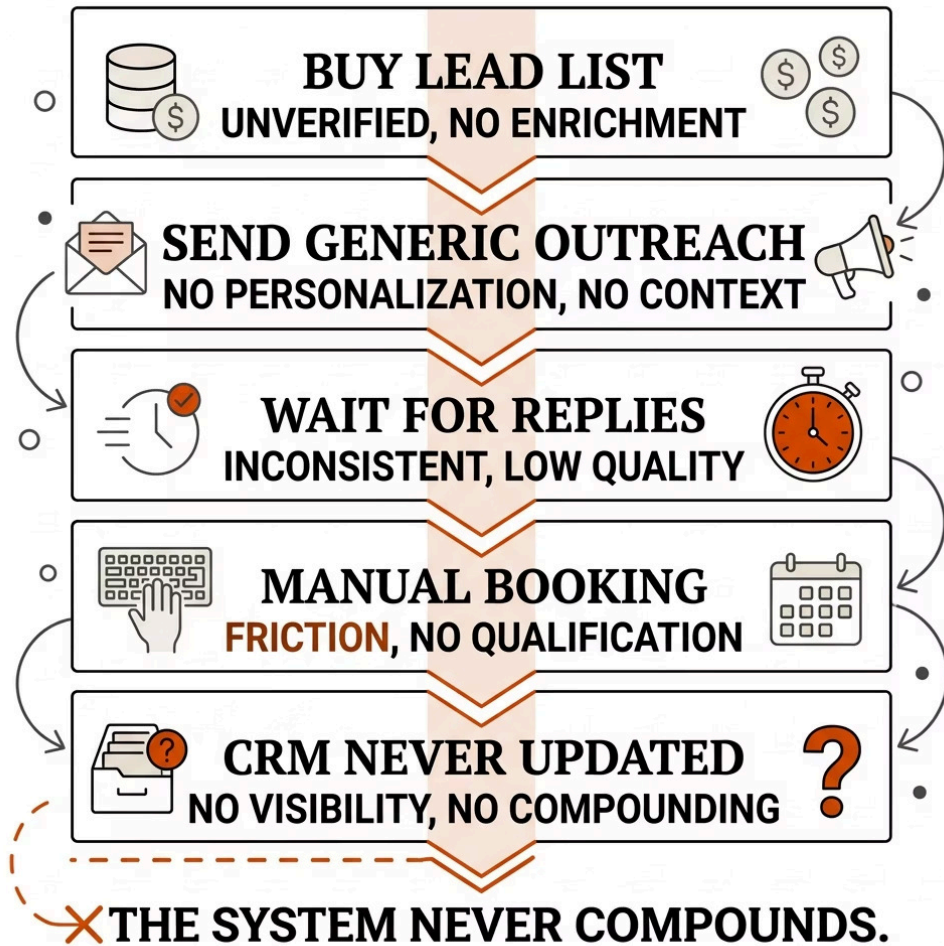 BUY LEAD LIST
UNVERIFIED, NO ENRICHMENT
$
$
$
$
SEND GENERIC OUTREACH
NO PERSONALIZATION, NO CONTEXT
WAIT FOR REPLIES
INCONSISTENT, LOW QUALITY
MANUAL BOOKING
FRICTION, NO QUALIFICATION
?
CRM NEVER UPDATED
NO VISIBILITY, NO COMPOUNDING
?
THE SYSTEM NEVER COMPOUNDS.